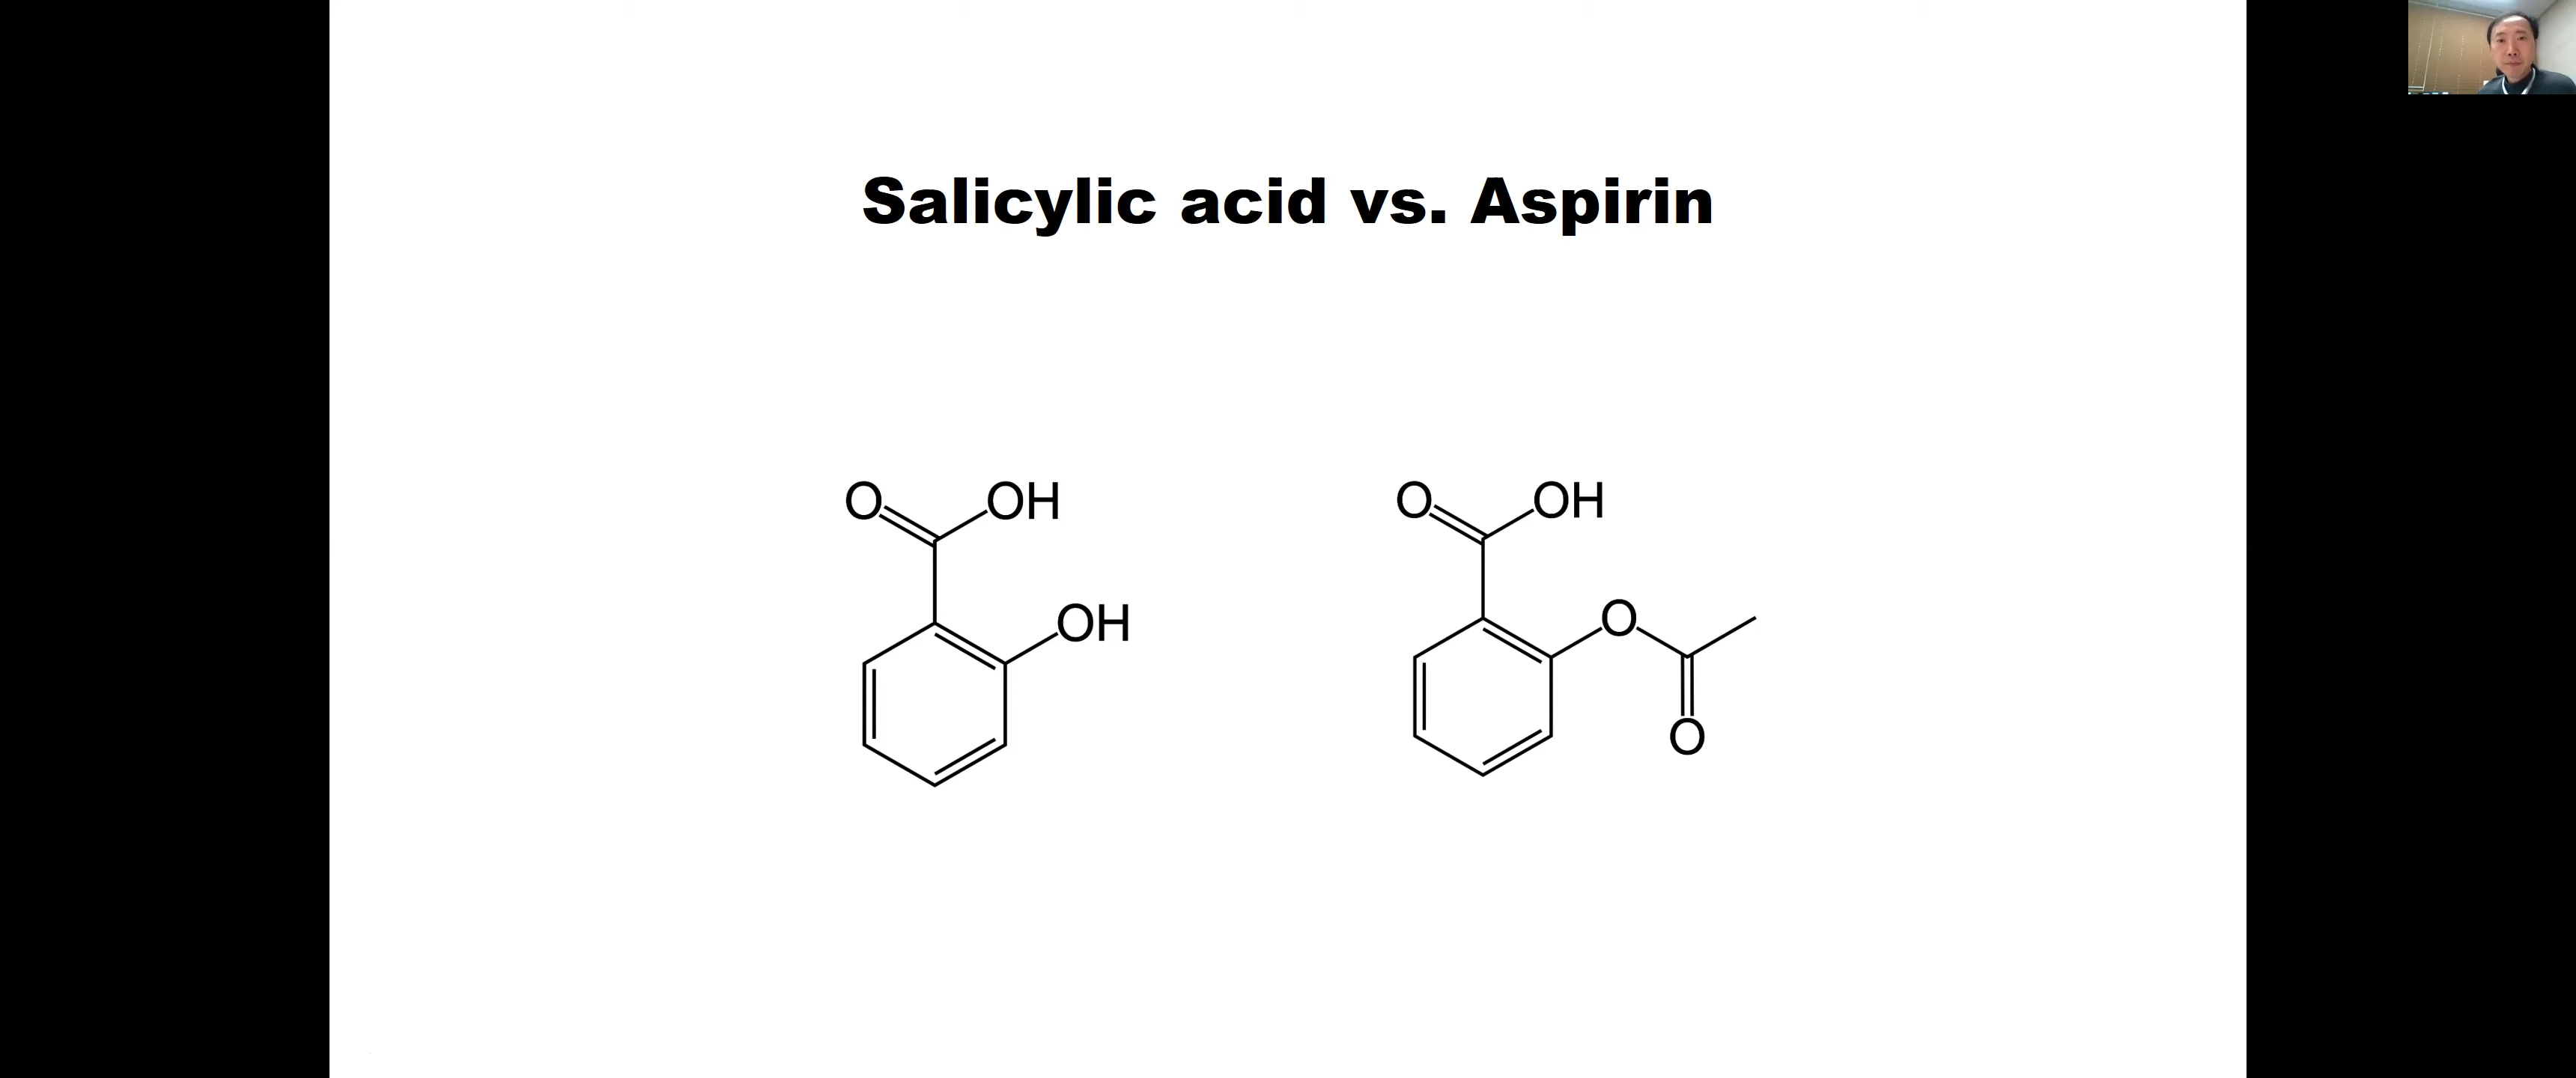 Salicylic acid vs. Aspirin
O OH
OH
O OH
O
O